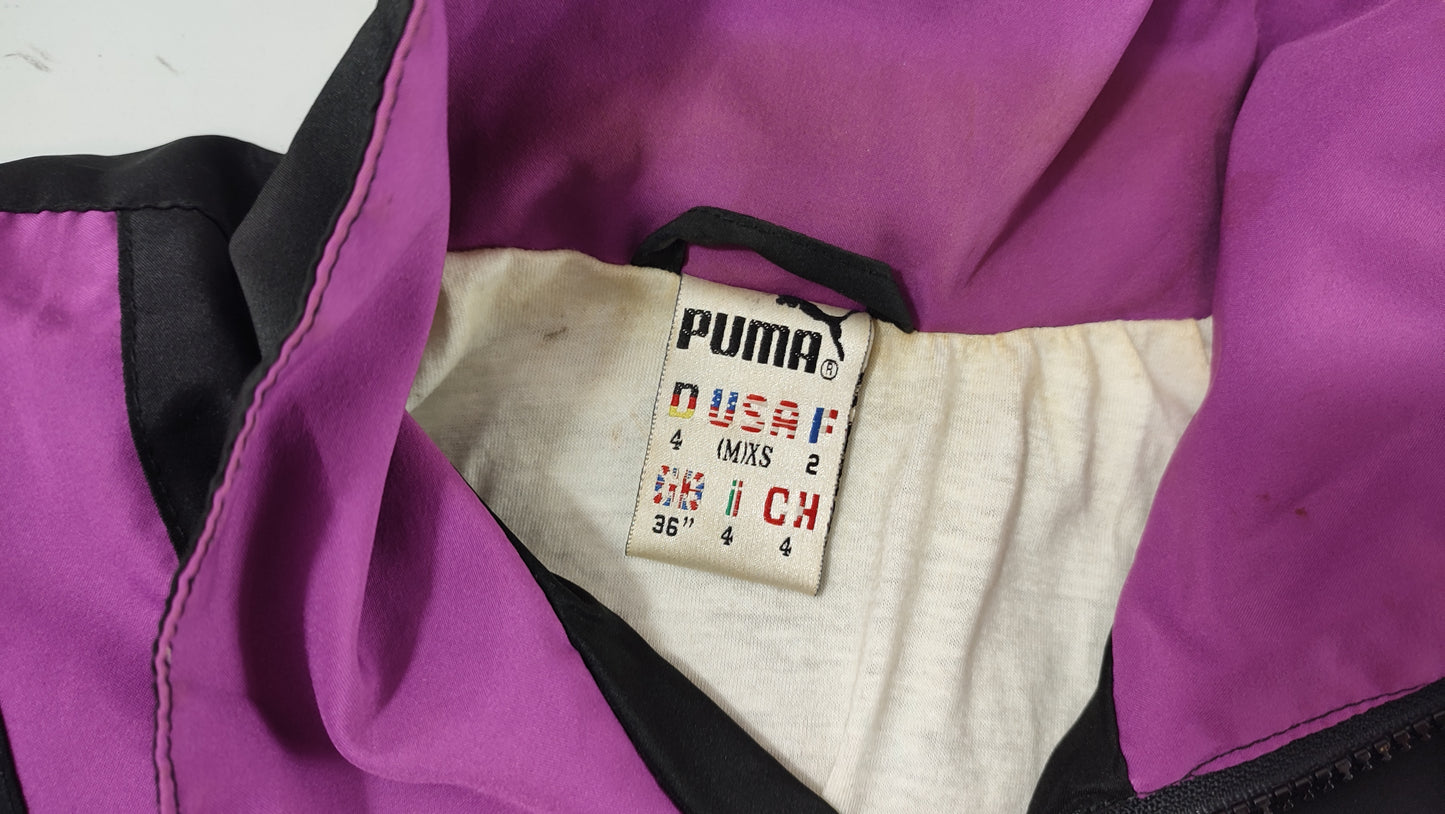 PUMA®
D USA F
4 (M)XS 2
GB I CH
36” 4 4